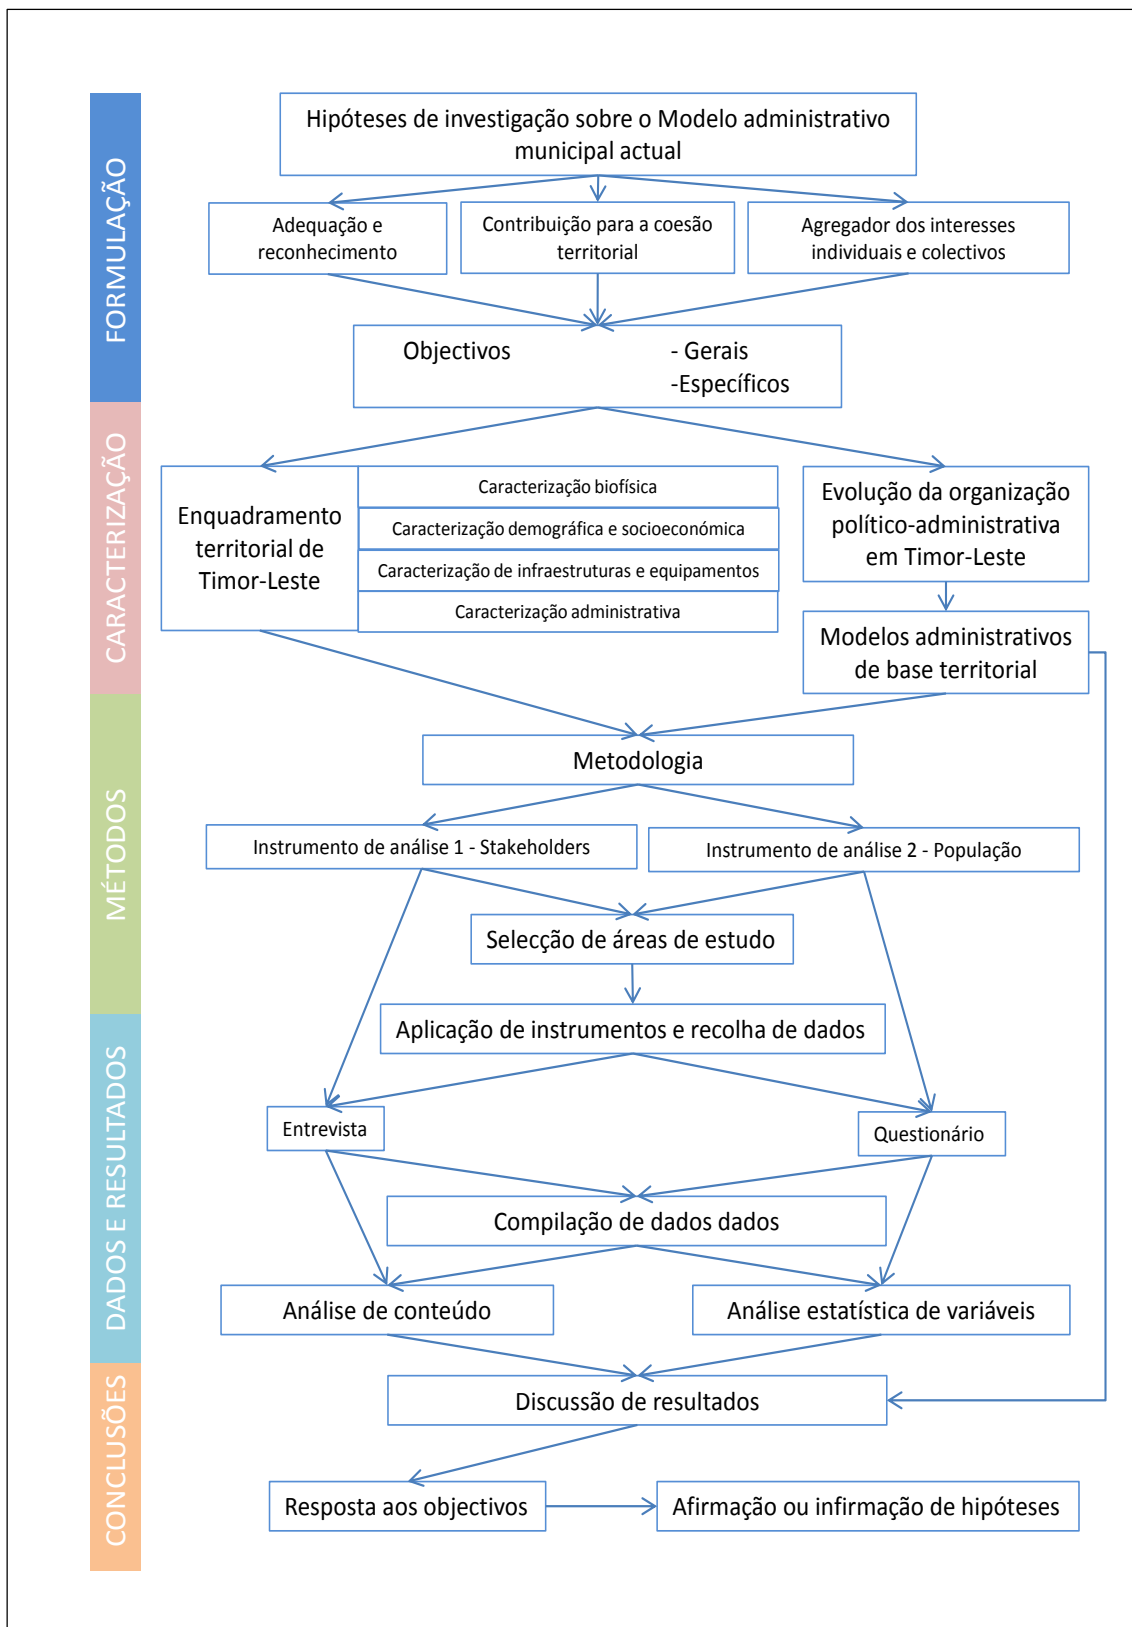 FORMULAÇÃO
Hipóteses de investigação sobre o Modelo administrativo
municipal actual
Adequação e
reconhecimento
Contribuição para a coesão
territorial
Agregador dos interesses
individuais e colectivos
Objectivos - Gerais
-Específicos
CARACTERIZAÇÃO
Enquadramento
territorial de
Timor-Leste
Caracterização biofísica
Caracterização demográfica e socioeconómica
Caracterização de infraestruturas e equipamentos
Caracterização administrativa
Evolução da organização
político-administrativa
em Timor-Leste
Modelos administrativos
de base territorial
MÉTODOS
Metodologia
Instrumento de análise 1 - Stakeholders
Instrumento de análise 2 - População
Selecção de áreas de estudo
Aplicação de instrumentos e recolha de dados
DADOS E RESULTADOS
Entrevista
Questionário
Compilação de dados dados
Análise de conteúdo
Análise estatística de variáveis
CONCLUSÕES
Discussão de resultados
Resposta aos objectivos
Afirmação ou infirmação de hipóteses